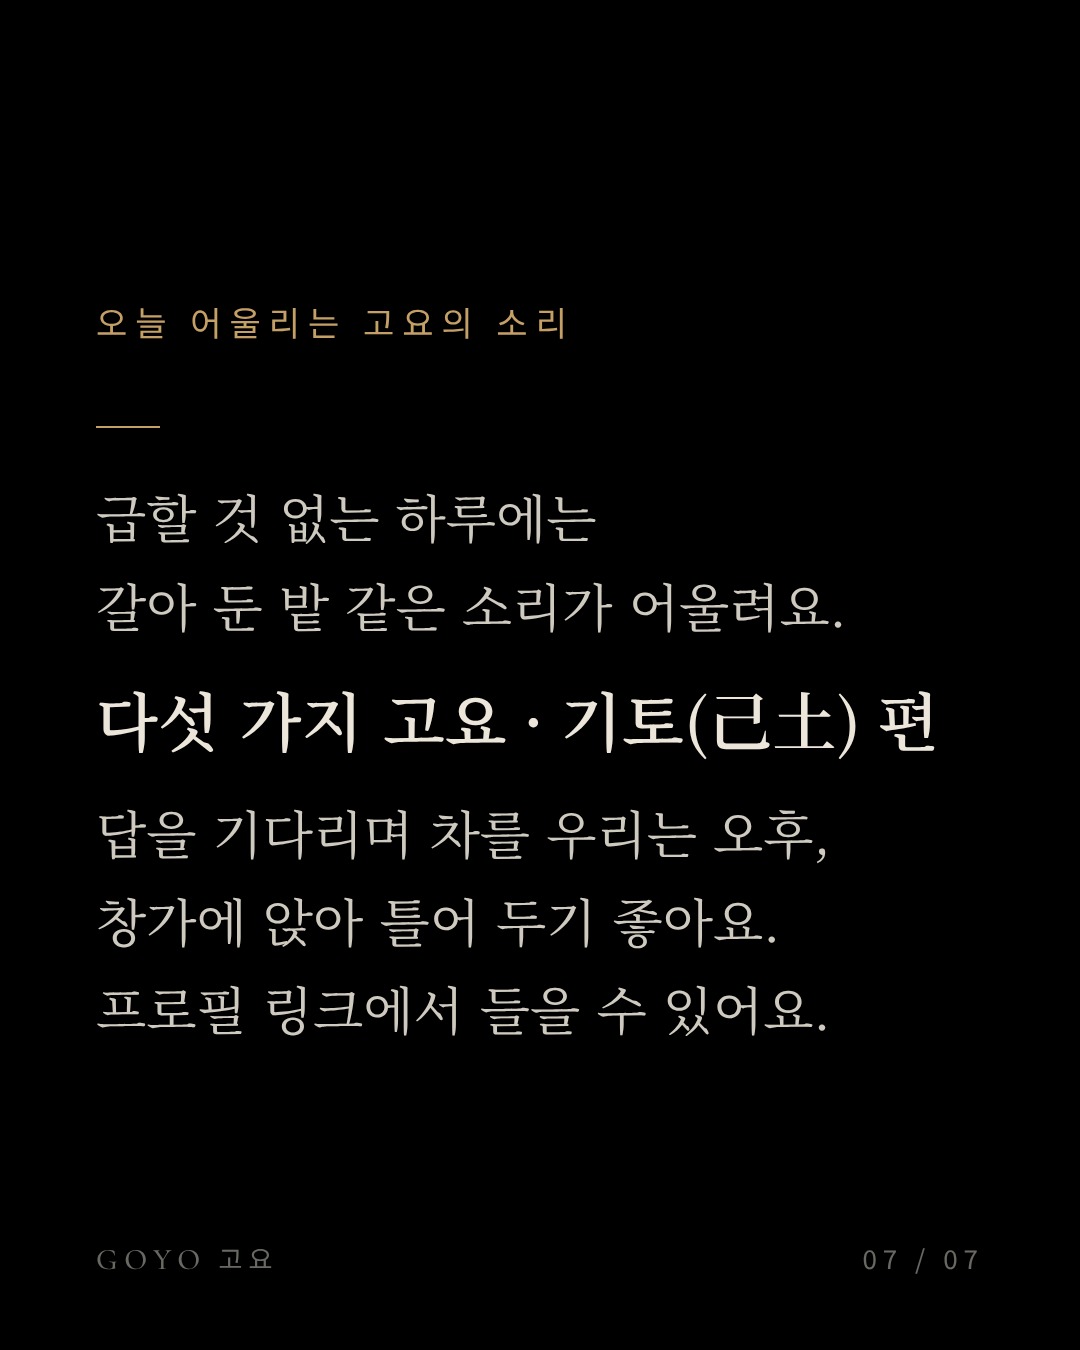 오늘 어울리는 고요의 소리
급할 것 없는 하루에는
갈아 둔 밭 같은 소리가 어울려요.
다섯 가지 고요 · 기토(己土) 편
답을 기다리며 차를 우리는 오후,
창가에 앉아 틀어 두기 좋아요.
프로필 링크에서 들을 수 있어요.
GOYO 고요
07 / 07